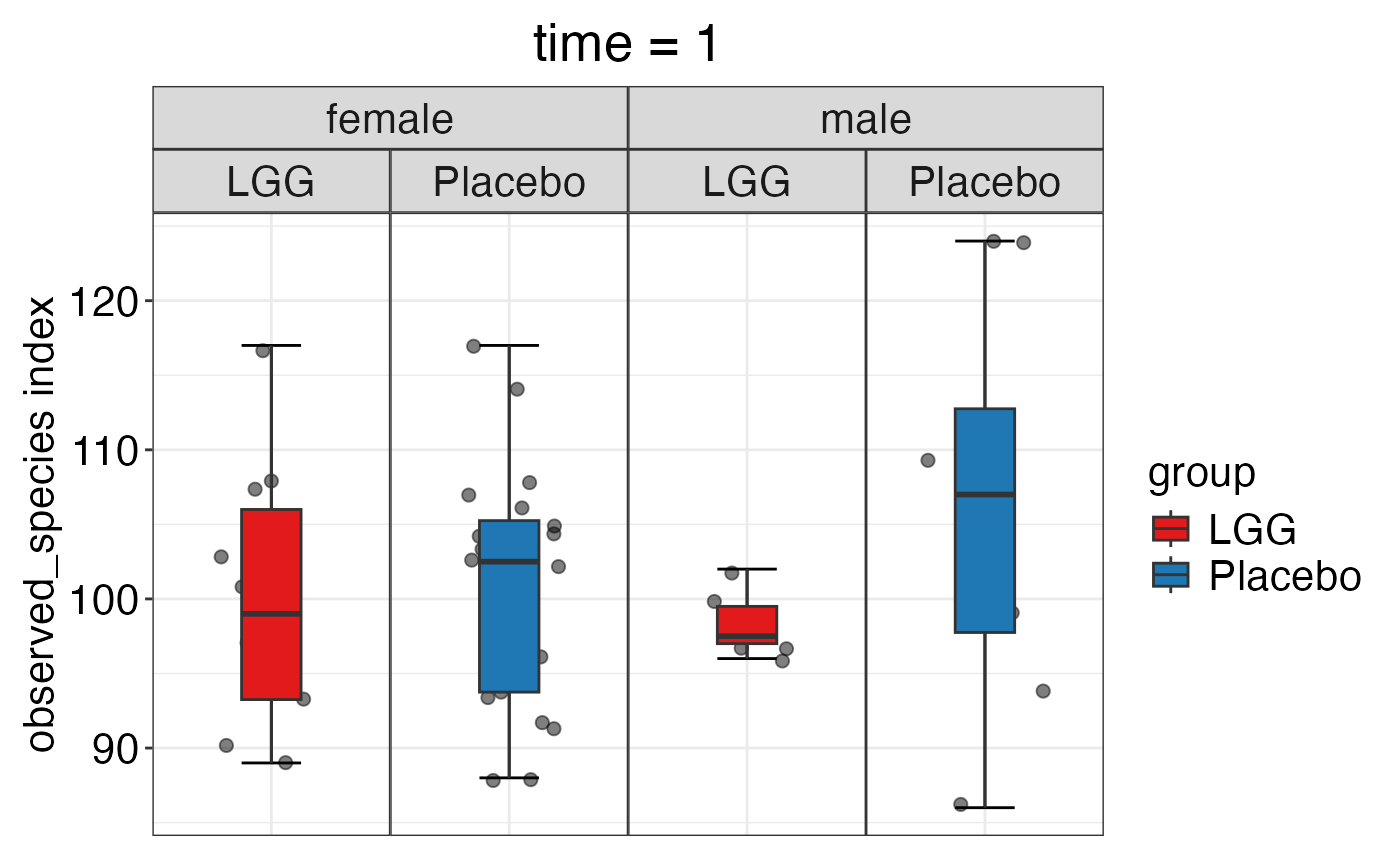 time = 1
female male
LGG Placebo LGG Placebo
observed_species index
120
110
100
90
group
LGG
Placebo